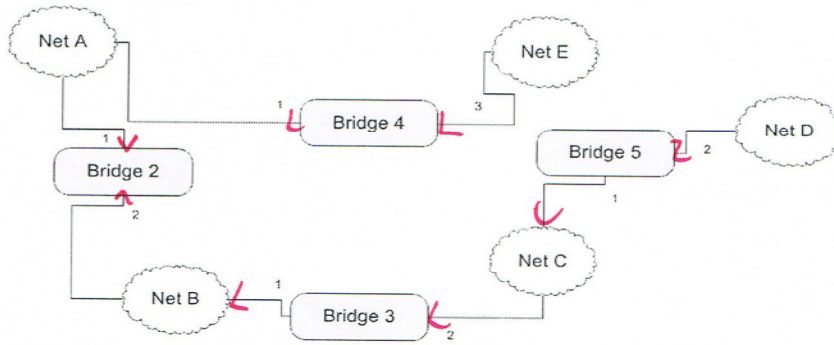 Net A
Net E
1
3
Bridge 4
1
Net D
Bridge 5
2
Bridge 2
1
2
Net C
1
Net B
Bridge 3
2